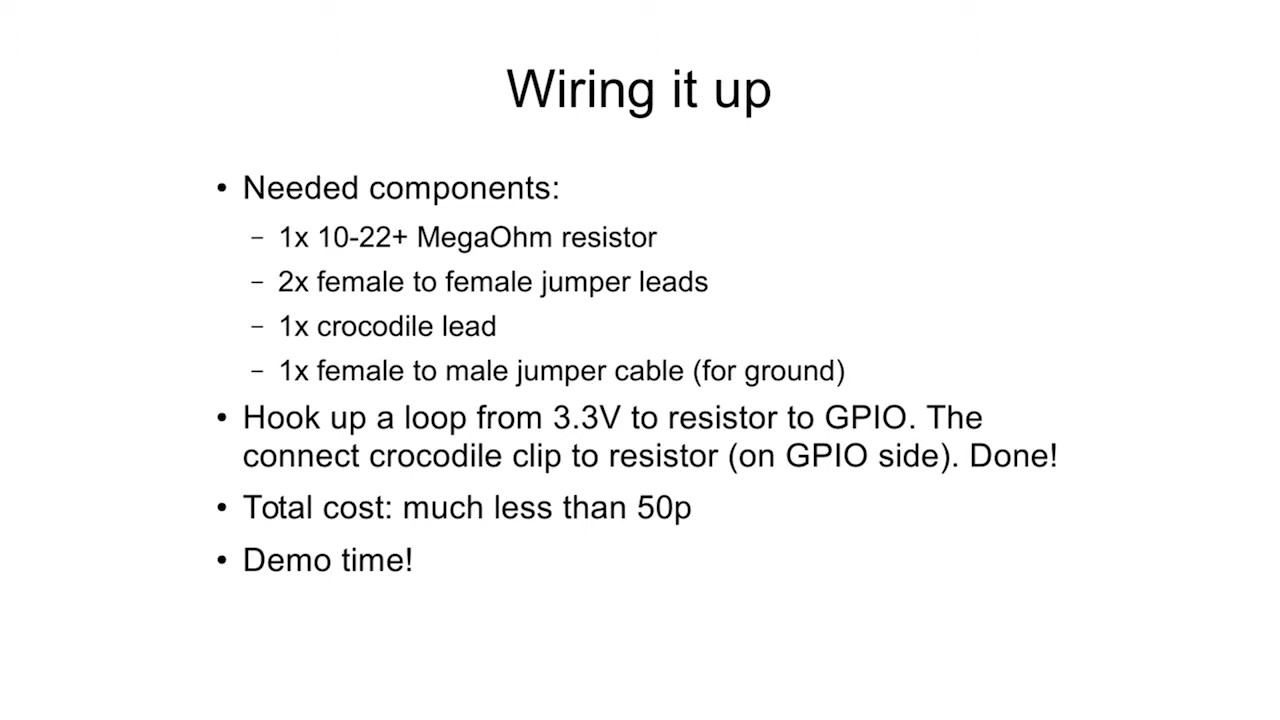 Wiring it up
• Needed components:
– 1x 10-22+ MegaOhm resistor
– 2x female to female jumper leads
– 1x crocodile lead
– 1x female to male jumper cable (for ground)
• Hook up a loop from 3.3V to resistor to GPIO. The
connect crocodile clip to resistor (on GPIO side). Done!
• Total cost: much less than 50p
• Demo time!